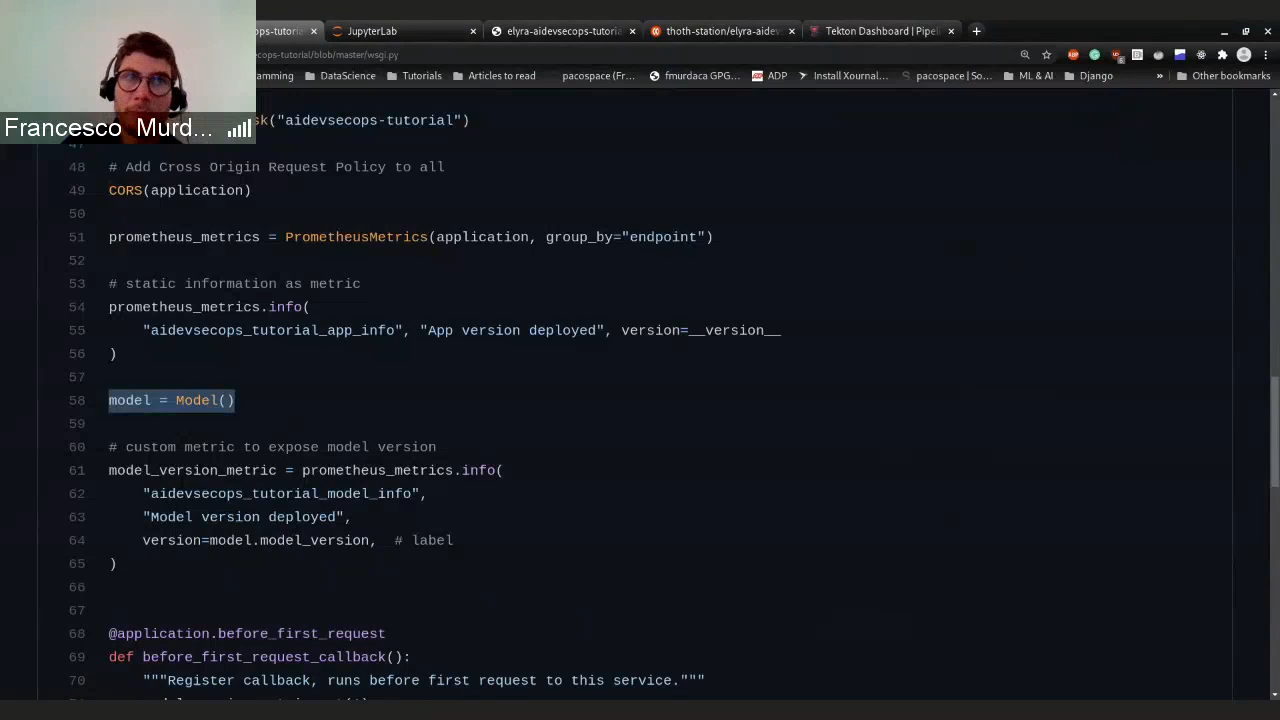 ops-tutorial
JupyterLab
elyra-aidevsecops-tutoria
thoth-station/elyra-aidevse
Tekton Dashboard | Pipeli
cops-tutorial/blob/master/wsgi.py
ramming
DataScience
Tutorials
Articles to read
pacospace (Fr...
fmurdaca GPG...
ADP
Install Xournal...
pacospace | So...
ML & AI
Django
»
Other bookmarks
Francesco Murd...
sk("aidevsecops-tutorial")
47
48 # Add Cross Origin Request Policy to all
49 CORS(application)
50
51 prometheus_metrics = PrometheusMetrics(application, group_by="endpoint")
52
53 # static information as metric
54 prometheus_metrics.info(
55 "aidevsecops_tutorial_app_info", "App version deployed", version=__version__
56 )
57
58 model = Model()
59
60 # custom metric to expose model version
61 model_version_metric = prometheus_metrics.info(
62 "aidevsecops_tutorial_model_info",
63 "Model version deployed",
64 version=model.model_version, # label
65 )
66
67
68 @application.before_first_request
69 def before_first_request_callback():
70 """Register callback, runs before first request to this service."""